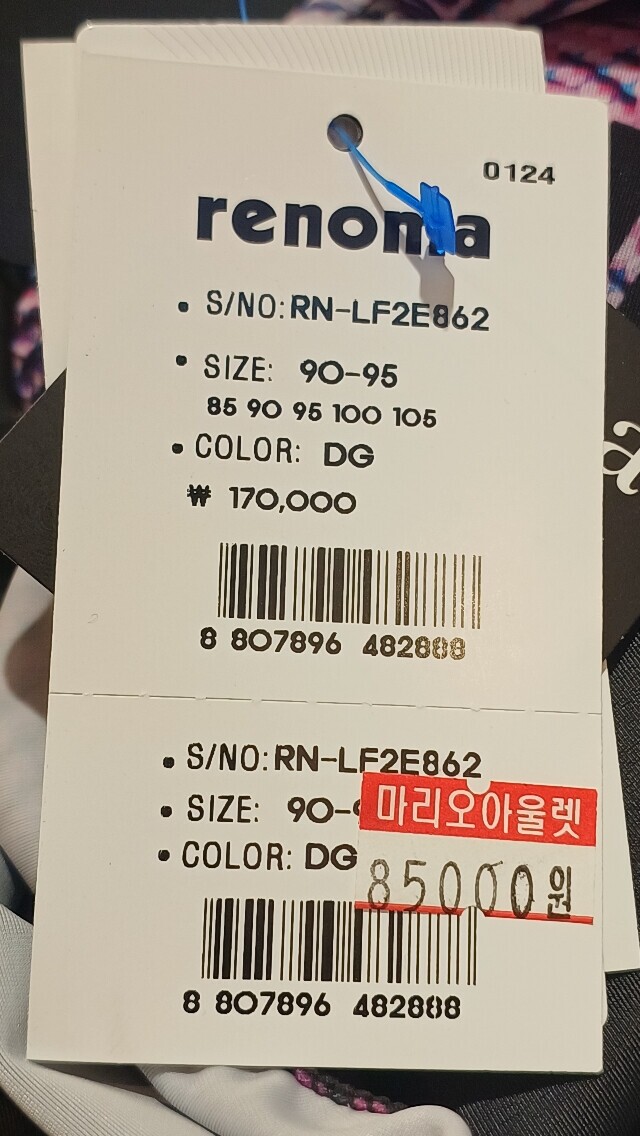 0124
renoma
• S/NO:RN-LF2E862
• SIZE: 90-95
85 90 95 100 105
• COLOR: DG
₩ 170,000
8 807896 482888
• S/NO:RN-LF2E862
• SIZE: 90-9
마리오아울렛
• COLOR: DG
85000원
8 807896 482888
a